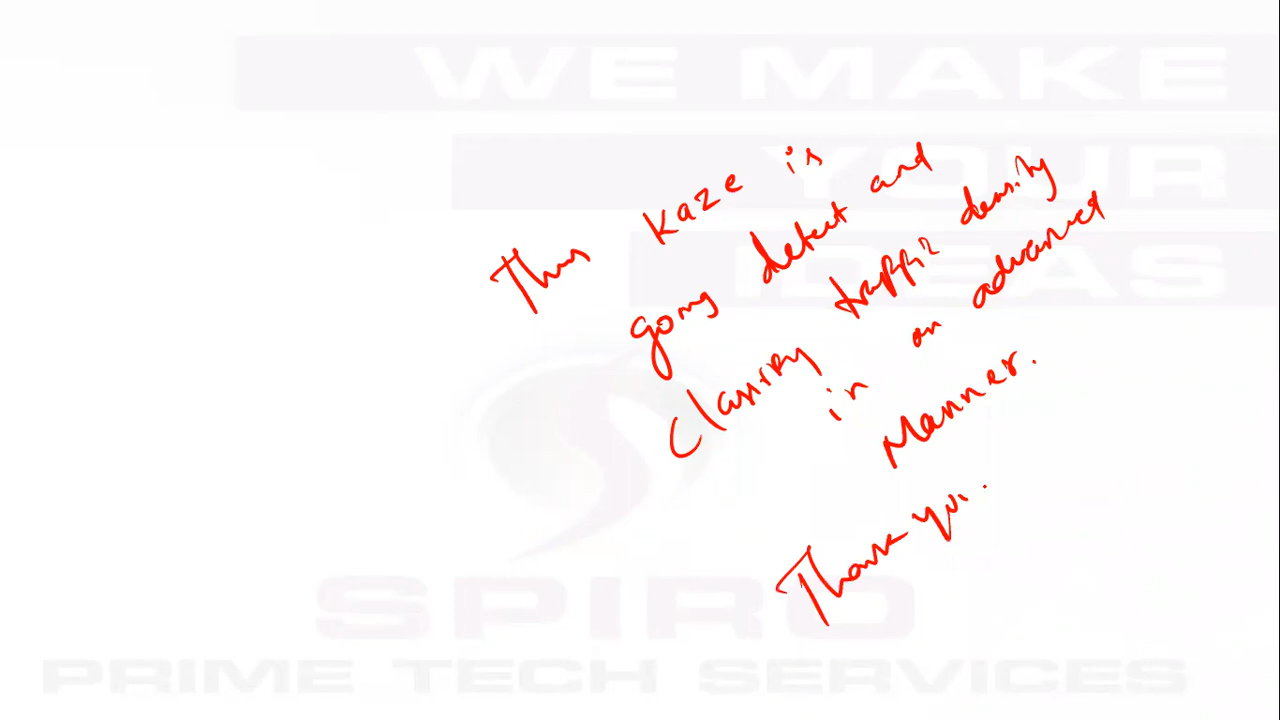 WE MAKE
YOUR
IDEAS
Thus kaze is
going detect and
Classify traffic density
in an advanced
Manner.
Thank you.
SPIRO
PRIME TECH SERVICES